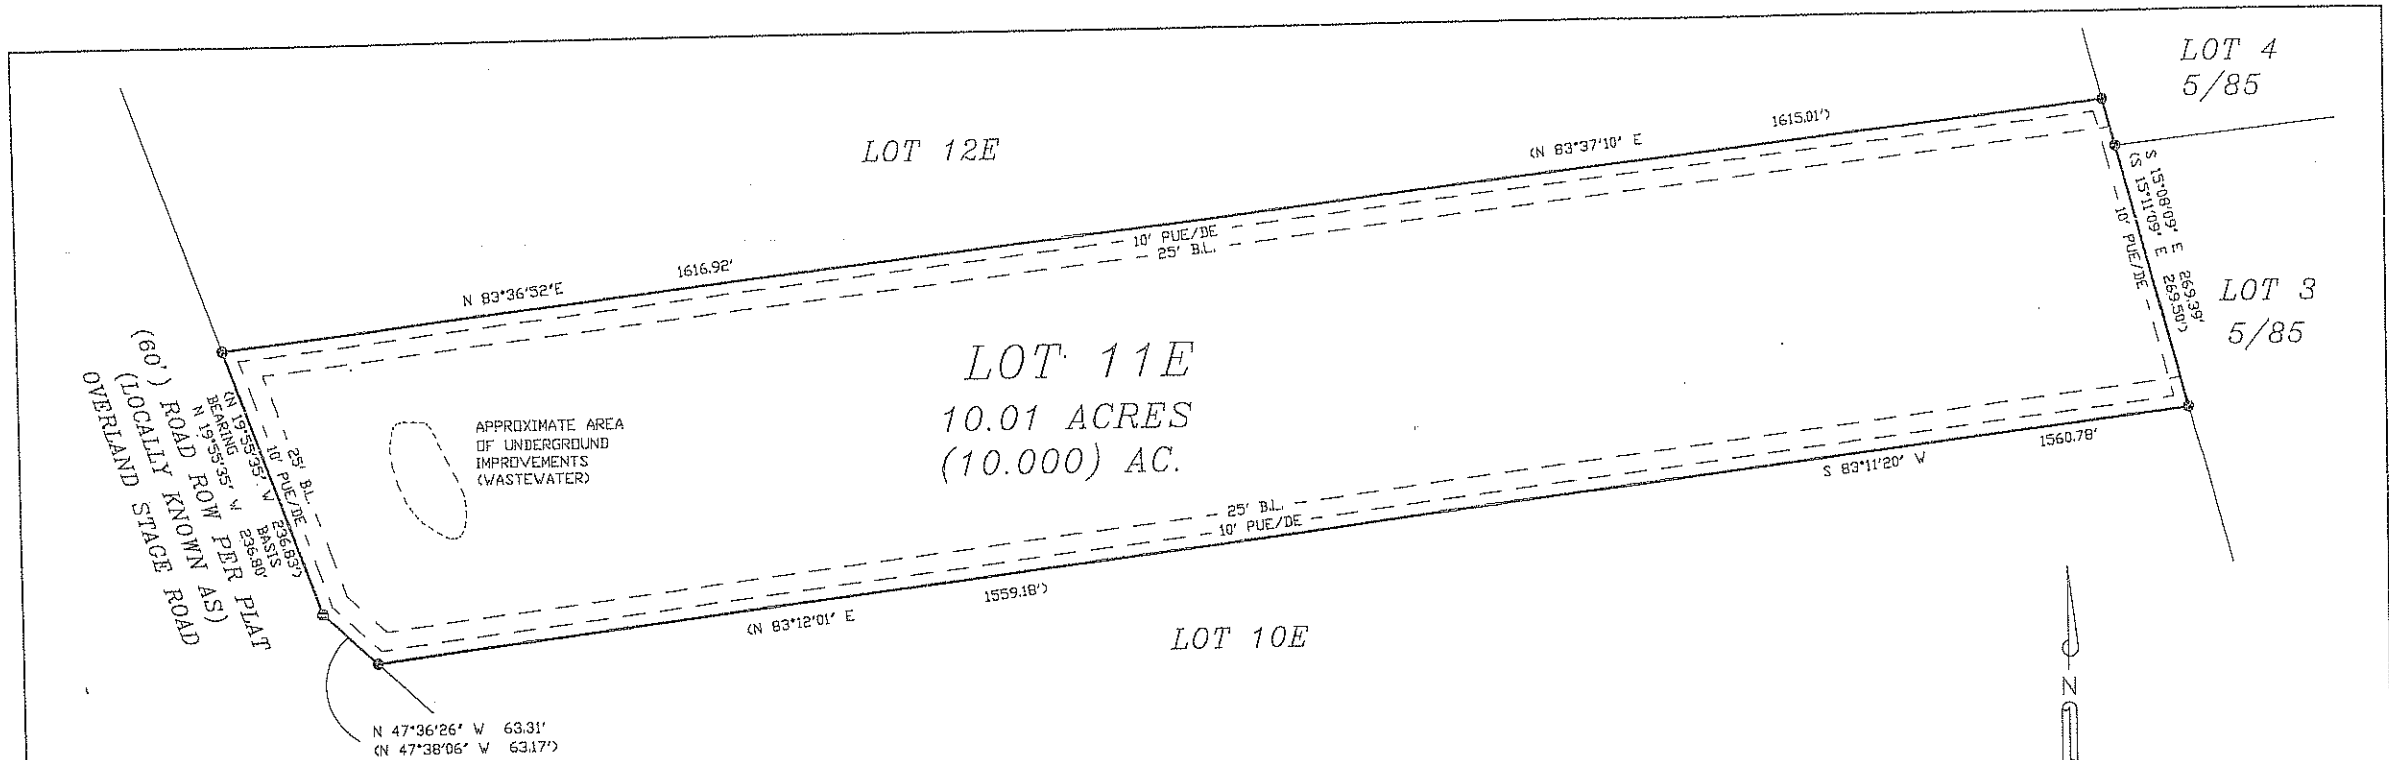 LOT 4
5/85
LOT 12E
(N 83°37'10" E 1615.01')
N 83°36'52"E 1616.92'
10' PUE/DE
25' B.L.
S 15°08'09" E 269.39'
(S 15°11'09" E 269.50')
10' PUE/DE
LOT 3
5/85
LOT 11E
10.01 ACRES
(10.000) AC.
APPROXIMATE AREA
OF UNDERGROUND
IMPROVEMENTS
(WASTEWATER)
25' B.L.
10' PUE/DE
(N 19°55'35" W 236.83')
BEARING BASIS
N 19°55'35" W 236.80'
(60') ROAD ROW PER PLAT
(LOCALLY KNOWN AS)
OVERLAND STAGE ROAD
25' B.L.
10' PUE/DE
S 83°11'20" W 1560.78'
(N 83°12'01" E 1559.18')
LOT 10E
N 47°36'26" W 63.31'
(N 47°38'06" W 63.17')
N